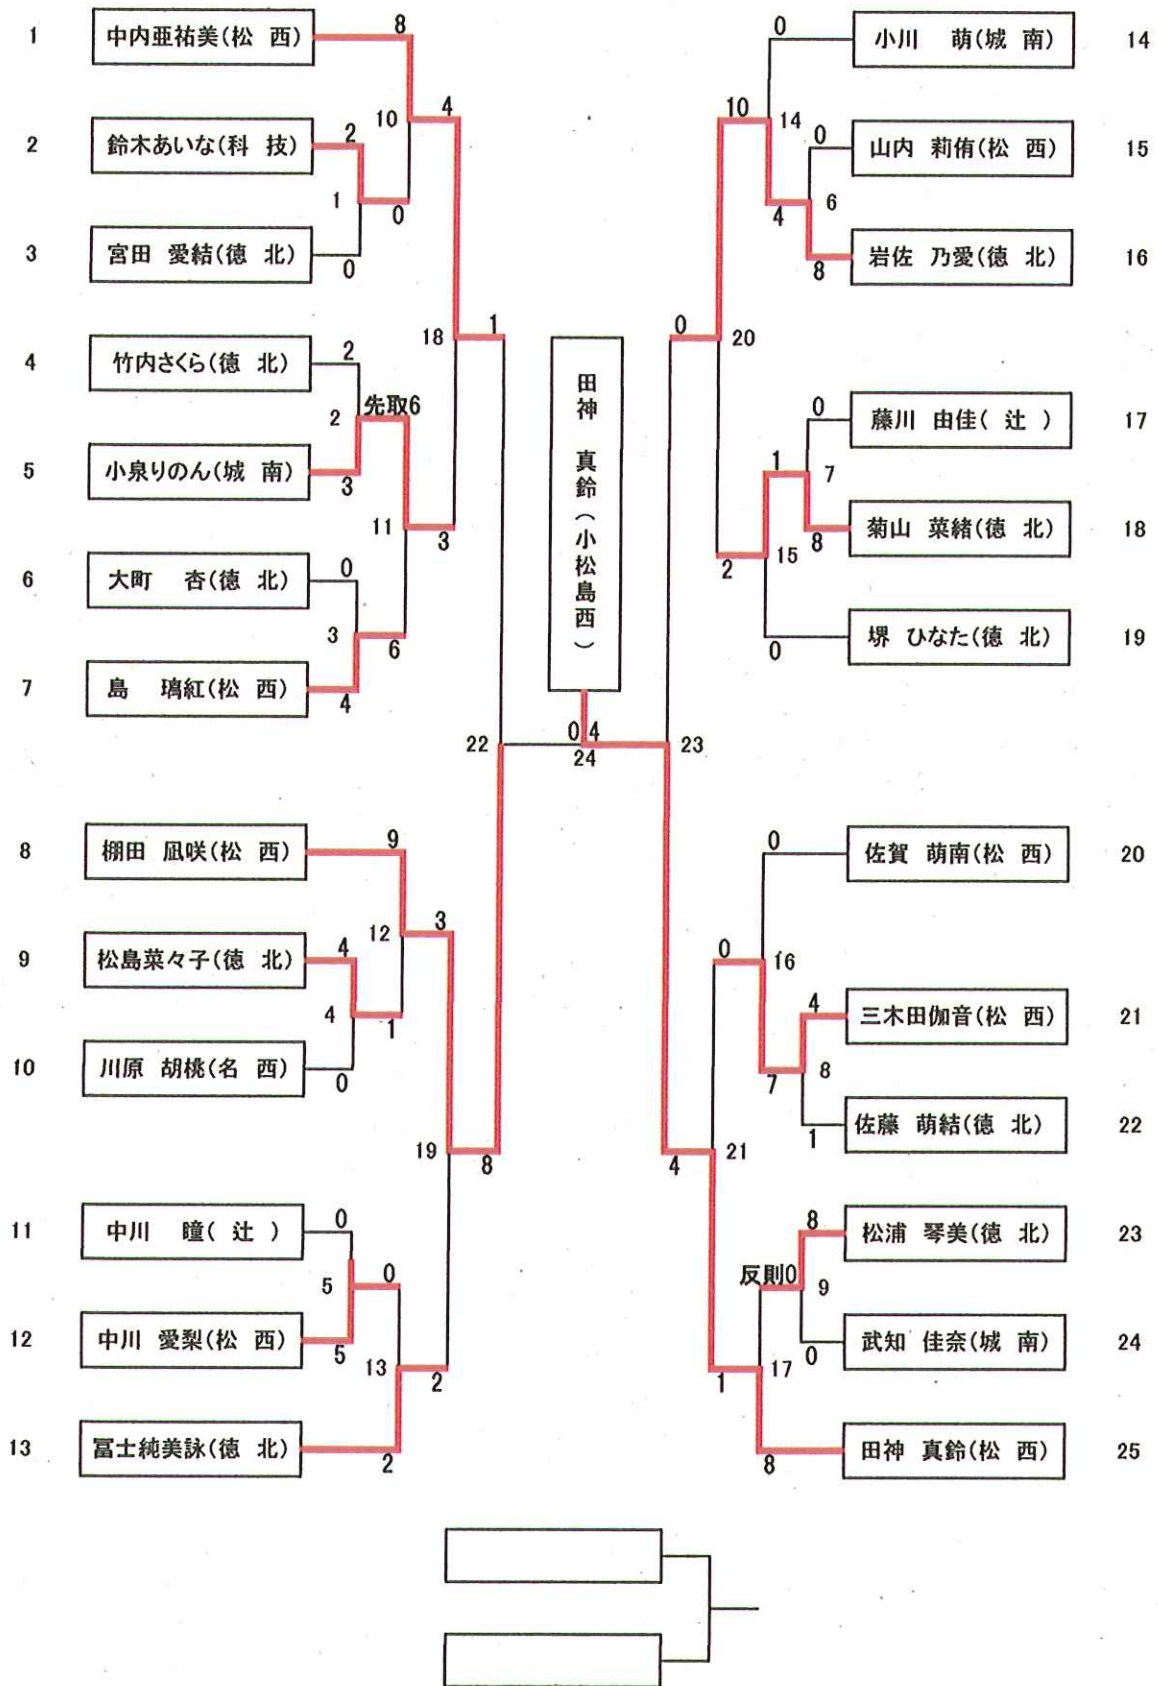 8
0
1 中内亜祐美(松 西)
小川 萌(城 南) 14
10 4
10 14
2 鈴木あいな(科 技) 2
0 山内 莉侑(松 西) 15
1 0
4 6
3 宮田 愛結(徳 北) 0
8 岩佐 乃愛(徳 北) 16
18 1
0 20
4 竹内さくら(徳 北) 2
2 先取6
0 藤川 由佳( 辻 ) 17
5 小泉りのん(城 南) 3
1 7
11 3
8 菊山 菜緒(徳 北) 18
2 15
6 大町 杏(徳 北) 0
3 6
0 堺 ひなた(徳 北) 19
7 島 璃紅(松 西) 4
田神 真鈴(小松島西)
22 0 4 23
24
8 棚田 凪咲(松 西) 9
0 佐賀 萌南(松 西) 20
12 3
0 16
9 松島菜々子(徳 北) 4
4 三木田伽音(松 西) 21
4 1
7 8
10 川原 胡桃(名 西) 0
1 佐藤 萌結(徳 北) 22
19 8
4 21
11 中川 瞳( 辻 ) 0
8 松浦 琴美(徳 北) 23
5 0
反則0 9
12 中川 愛梨(松 西) 5
0 武知 佳奈(城 南) 24
13 2
1 17
13 冨士純美詠(徳 北) 2
8 田神 真鈴(松 西) 25